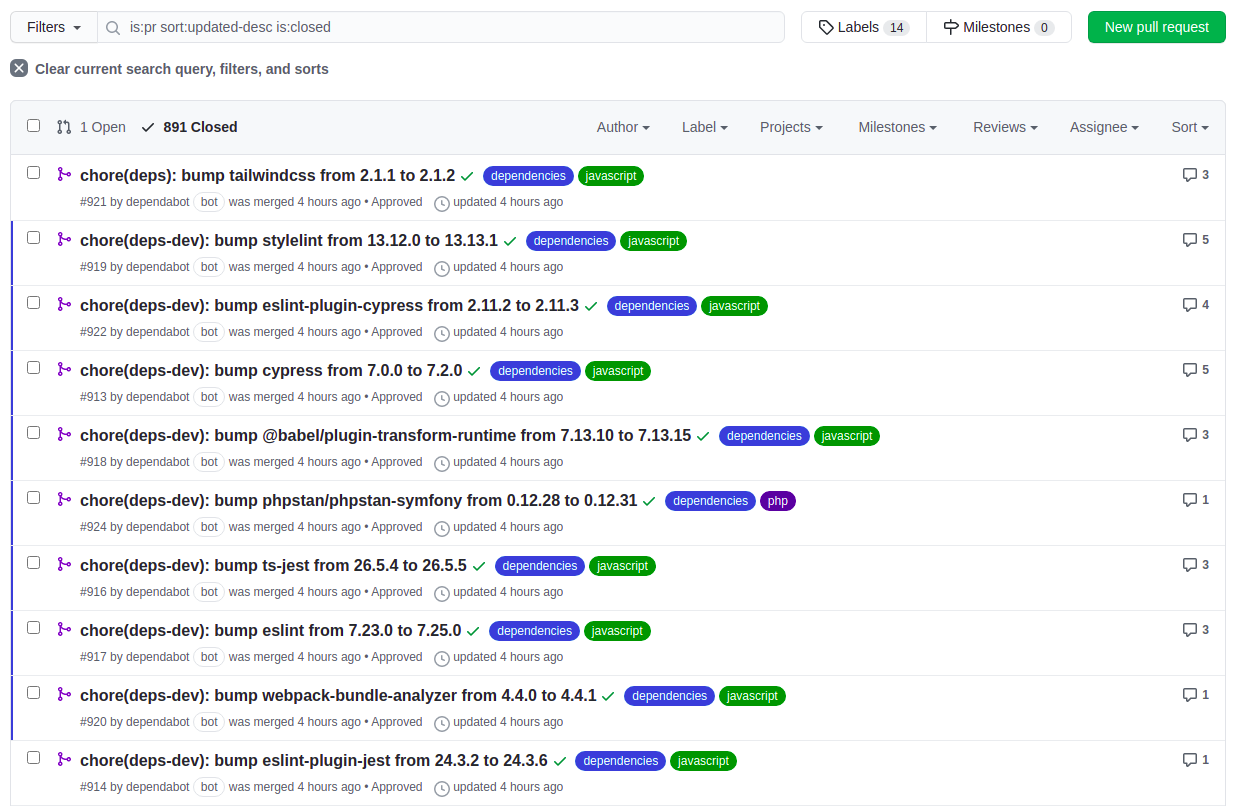 Filters is:pr sort:updated-desc is:closed Labels 14 Milestones 0 New pull request
Clear current search query, filters, and sorts
1 Open 891 Closed Author Label Projects Milestones Reviews Assignee Sort
chore(deps): bump tailwindcss from 2.1.1 to 2.1.2 dependencies javascript 3
#921 by dependabot bot was merged 4 hours ago • Approved updated 4 hours ago
chore(deps-dev): bump stylelint from 13.12.0 to 13.13.1 dependencies javascript 5
#919 by dependabot bot was merged 4 hours ago • Approved updated 4 hours ago
chore(deps-dev): bump eslint-plugin-cypress from 2.11.2 to 2.11.3 dependencies javascript 4
#922 by dependabot bot was merged 4 hours ago • Approved updated 4 hours ago
chore(deps-dev): bump cypress from 7.0.0 to 7.2.0 dependencies javascript 5
#913 by dependabot bot was merged 4 hours ago • Approved updated 4 hours ago
chore(deps-dev): bump @babel/plugin-transform-runtime from 7.13.10 to 7.13.15 dependencies javascript 3
#918 by dependabot bot was merged 4 hours ago • Approved updated 4 hours ago
chore(deps-dev): bump phpstan/phpstan-symfony from 0.12.28 to 0.12.31 dependencies php 1
#924 by dependabot bot was merged 4 hours ago • Approved updated 4 hours ago
chore(deps-dev): bump ts-jest from 26.5.4 to 26.5.5 dependencies javascript 3
#916 by dependabot bot was merged 4 hours ago • Approved updated 4 hours ago
chore(deps-dev): bump eslint from 7.23.0 to 7.25.0 dependencies javascript 3
#917 by dependabot bot was merged 4 hours ago • Approved updated 4 hours ago
chore(deps-dev): bump webpack-bundle-analyzer from 4.4.0 to 4.4.1 dependencies javascript 1
#920 by dependabot bot was merged 4 hours ago • Approved updated 4 hours ago
chore(deps-dev): bump eslint-plugin-jest from 24.3.2 to 24.3.6 dependencies javascript 1
#914 by dependabot bot was merged 4 hours ago • Approved updated 4 hours ago